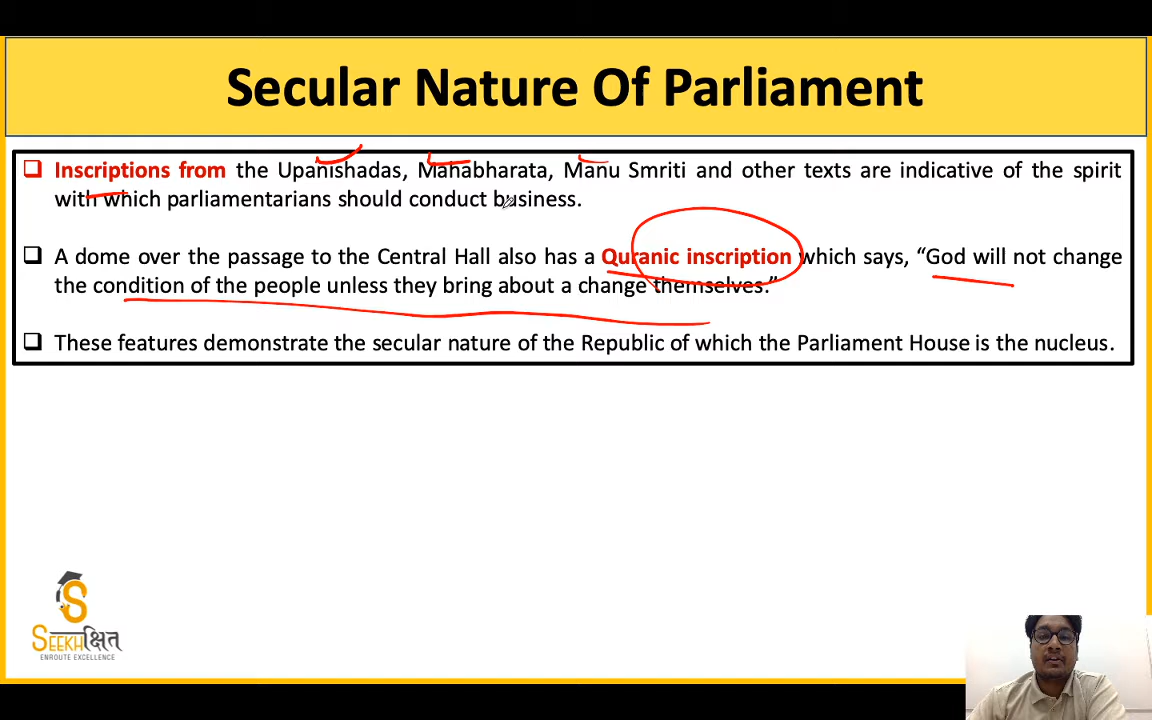 Secular Nature Of Parliament
Inscriptions from the Upanishadas, Mahabharata, Manu Smriti and other texts are indicative of the spirit
with which parliamentarians should conduct business.
A dome over the passage to the Central Hall also has a Quranic inscription which says, “God will not change
the condition of the people unless they bring about a change themselves.”
These features demonstrate the secular nature of the Republic of which the Parliament House is the nucleus.
S
SEEKHक्षित
ENROUTE EXCELLENCE